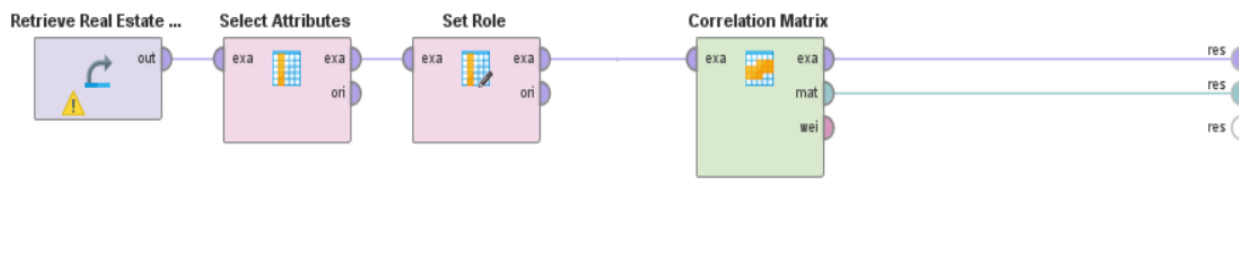 Retrieve Real Estate ...
Select Attributes
Set Role
Correlation Matrix
out
exa
exa
exa
exa
exa
exa
res
ori
ori
mat
res
wei
res